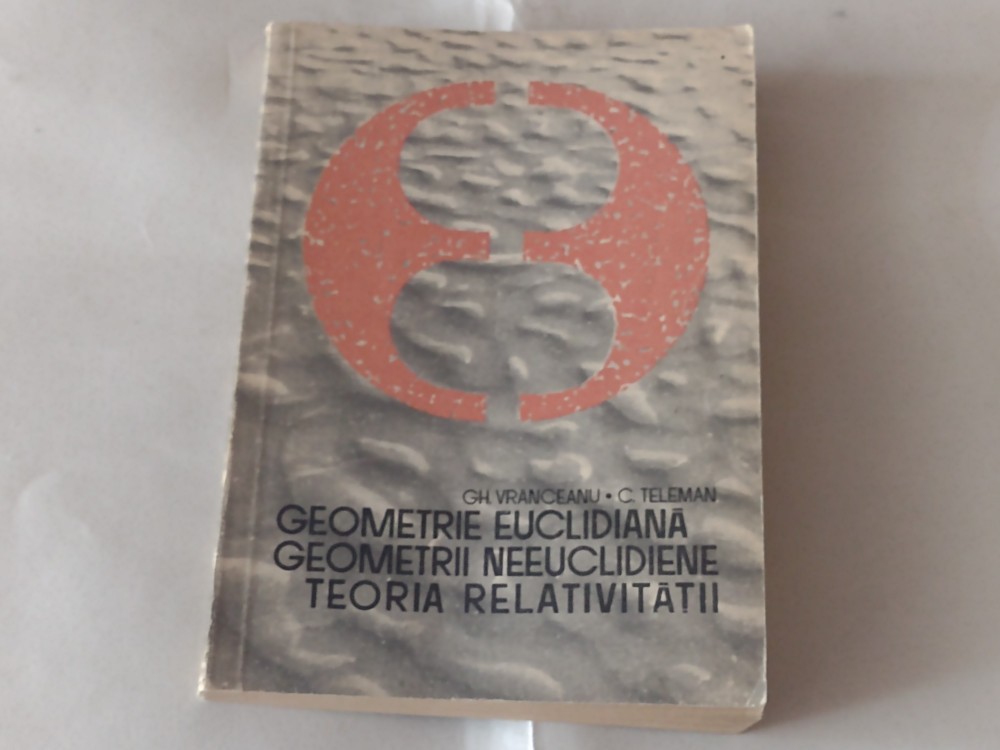 GH. VRANCEANU • C. TELEMAN
GEOMETRIE EUCLIDIANĂ
GEOMETRII NEEUCLIDIENE
TEORIA RELATIVITĂȚII